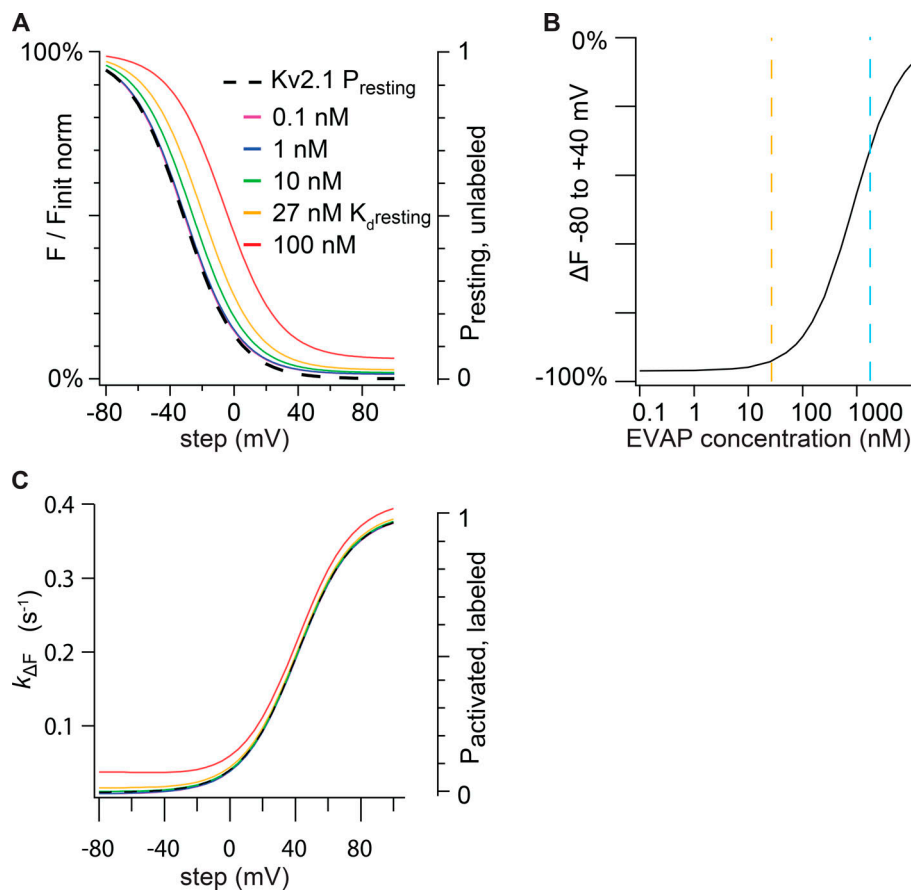 A
100%
0%
F / Finit norm
-80
-40
0
40
80
step (mV)
Kv2.1 Presting
0.1 nM
1 nM
10 nM
27 nM Kdresting
100 nM
1
0
Presting, unlabeled
B
0%
-100%
ΔF -80 to +40 mV
0.1
1
10
100
1000
EVAP concentration (nM)
C
0.4
0.3
0.2
0.1
kΔF (s⁻¹)
-80
-40
0
40
80
step (mV)
1
0
Pactivated, labeled